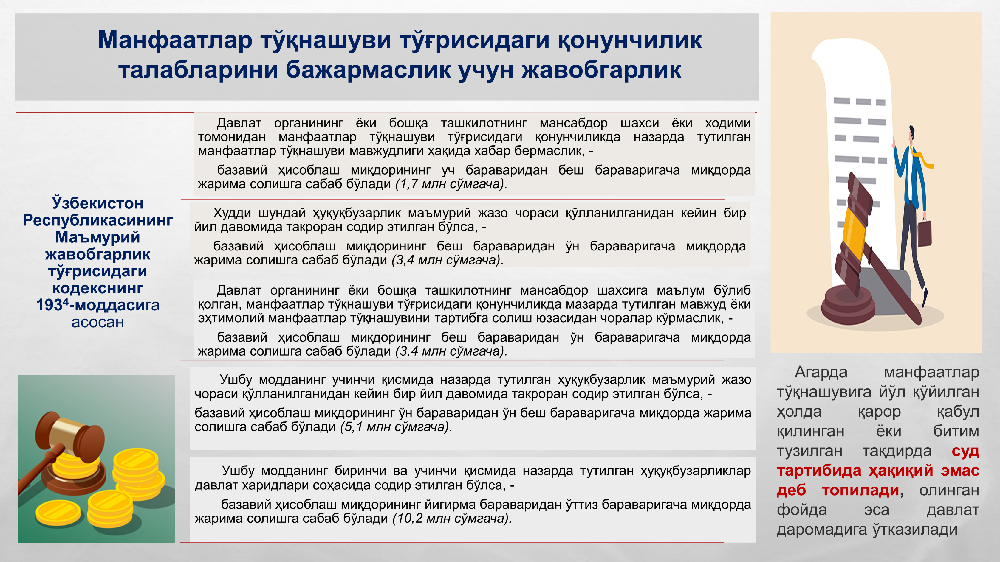 Манфаатлар тўқнашуви тўғрисидаги қонунчилик
талабларини бажармаслик учун жавобгарлик
Ўзбекистон
Республикасининг
Маъмурий
жавобгарлик
тўғрисидаги
кодекснинг
193⁴-моддасига
асосан
Давлат органининг ёки бошқа ташкилотнинг мансабдор шахси ёки ходими
томонидан манфаатлар тўқнашуви тўғрисидаги қонунчиликда назарда тутилган
манфаатлар тўқнашуви мавжудлиги ҳақида хабар бермаслик, -
базавий ҳисоблаш миқдорининг уч бараваридан беш бараваригача миқдорда
жарима солишга сабаб бўлади (1,7 млн сўмгача).
Худди шундай ҳуқуқбузарлик маъмурий жазо чораси қўлланилганидан кейин бир
йил давомида такроран содир этилган бўлса, -
базавий ҳисоблаш миқдорининг беш бараваридан ўн бараваригача миқдорда
жарима солишга сабаб бўлади (3,4 млн сўмгача).
Давлат органининг ёки бошқа ташкилотнинг мансабдор шахсига маълум бўлиб
қолган, манфаатлар тўқнашуви тўғрисидаги қонунчиликда мазарда тутилган мавжуд ёки
эҳтимолий манфаатлар тўқнашувини тартибга солиш юзасидан чоралар кўрмаслик, -
базавий ҳисоблаш миқдорининг беш бараваридан ўн бараваригача миқдорда
жарима солишга сабаб бўлади (3,4 млн сўмгача).
Ушбу модданинг учинчи қисмида назарда тутилган ҳуқуқбузарлик маъмурий жазо
чораси қўлланилганидан кейин бир йил давомида такроран содир этилган бўлса, -
базавий ҳисоблаш миқдорининг ўн бараваридан ўн беш бараваригача миқдорда жарима
солишга сабаб бўлади (5,1 млн сўмгача).
Ушбу модданинг биринчи ва учинчи қисмида назарда тутилган ҳуқуқбузарликлар
давлат харидлари соҳасида содир этилган бўлса, -
базавий ҳисоблаш миқдорининг йигирма бараваридан ўттиз бараваригача миқдорда
жарима солишга сабаб бўлади (10,2 млн сўмгача).
Агарда манфаатлар
тўқнашувига йўл қўйилган
ҳолда қарор қабул
қилинган ёки битим
тузилган тақдирда суд
тартибида ҳақиқий эмас
деб топилади, олинган
фойда эса давлат
даромадига ўтказилади